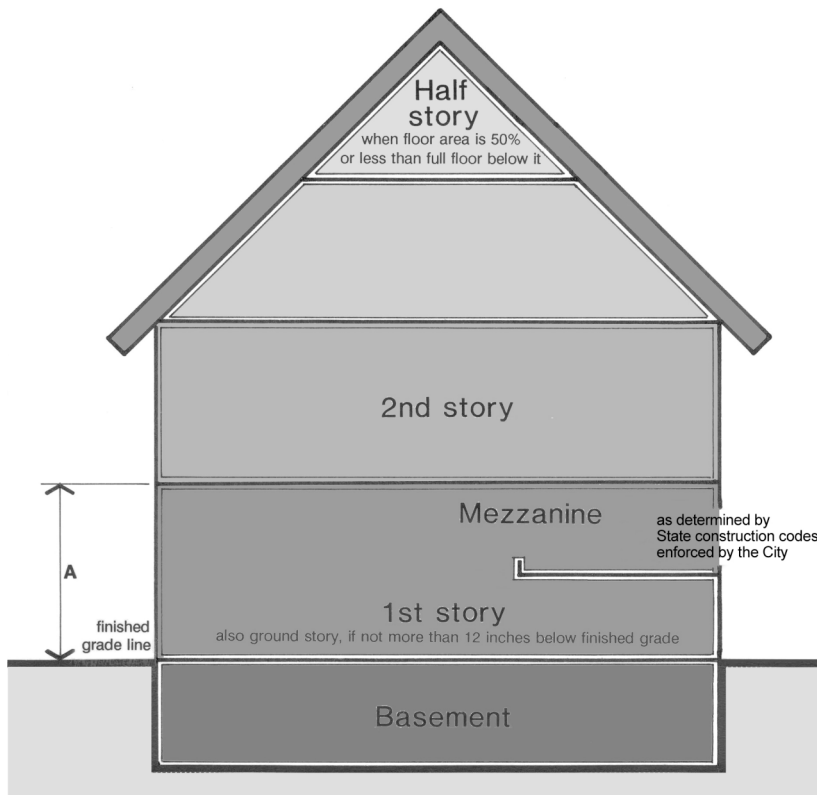 Half
story
when floor area is 50%
or less than full floor below it
2nd story
Mezzanine
as determined by
State construction codes
enforced by the City
A
1st story
also ground story, if not more than 12 inches below finished grade
finished
grade line
Basement